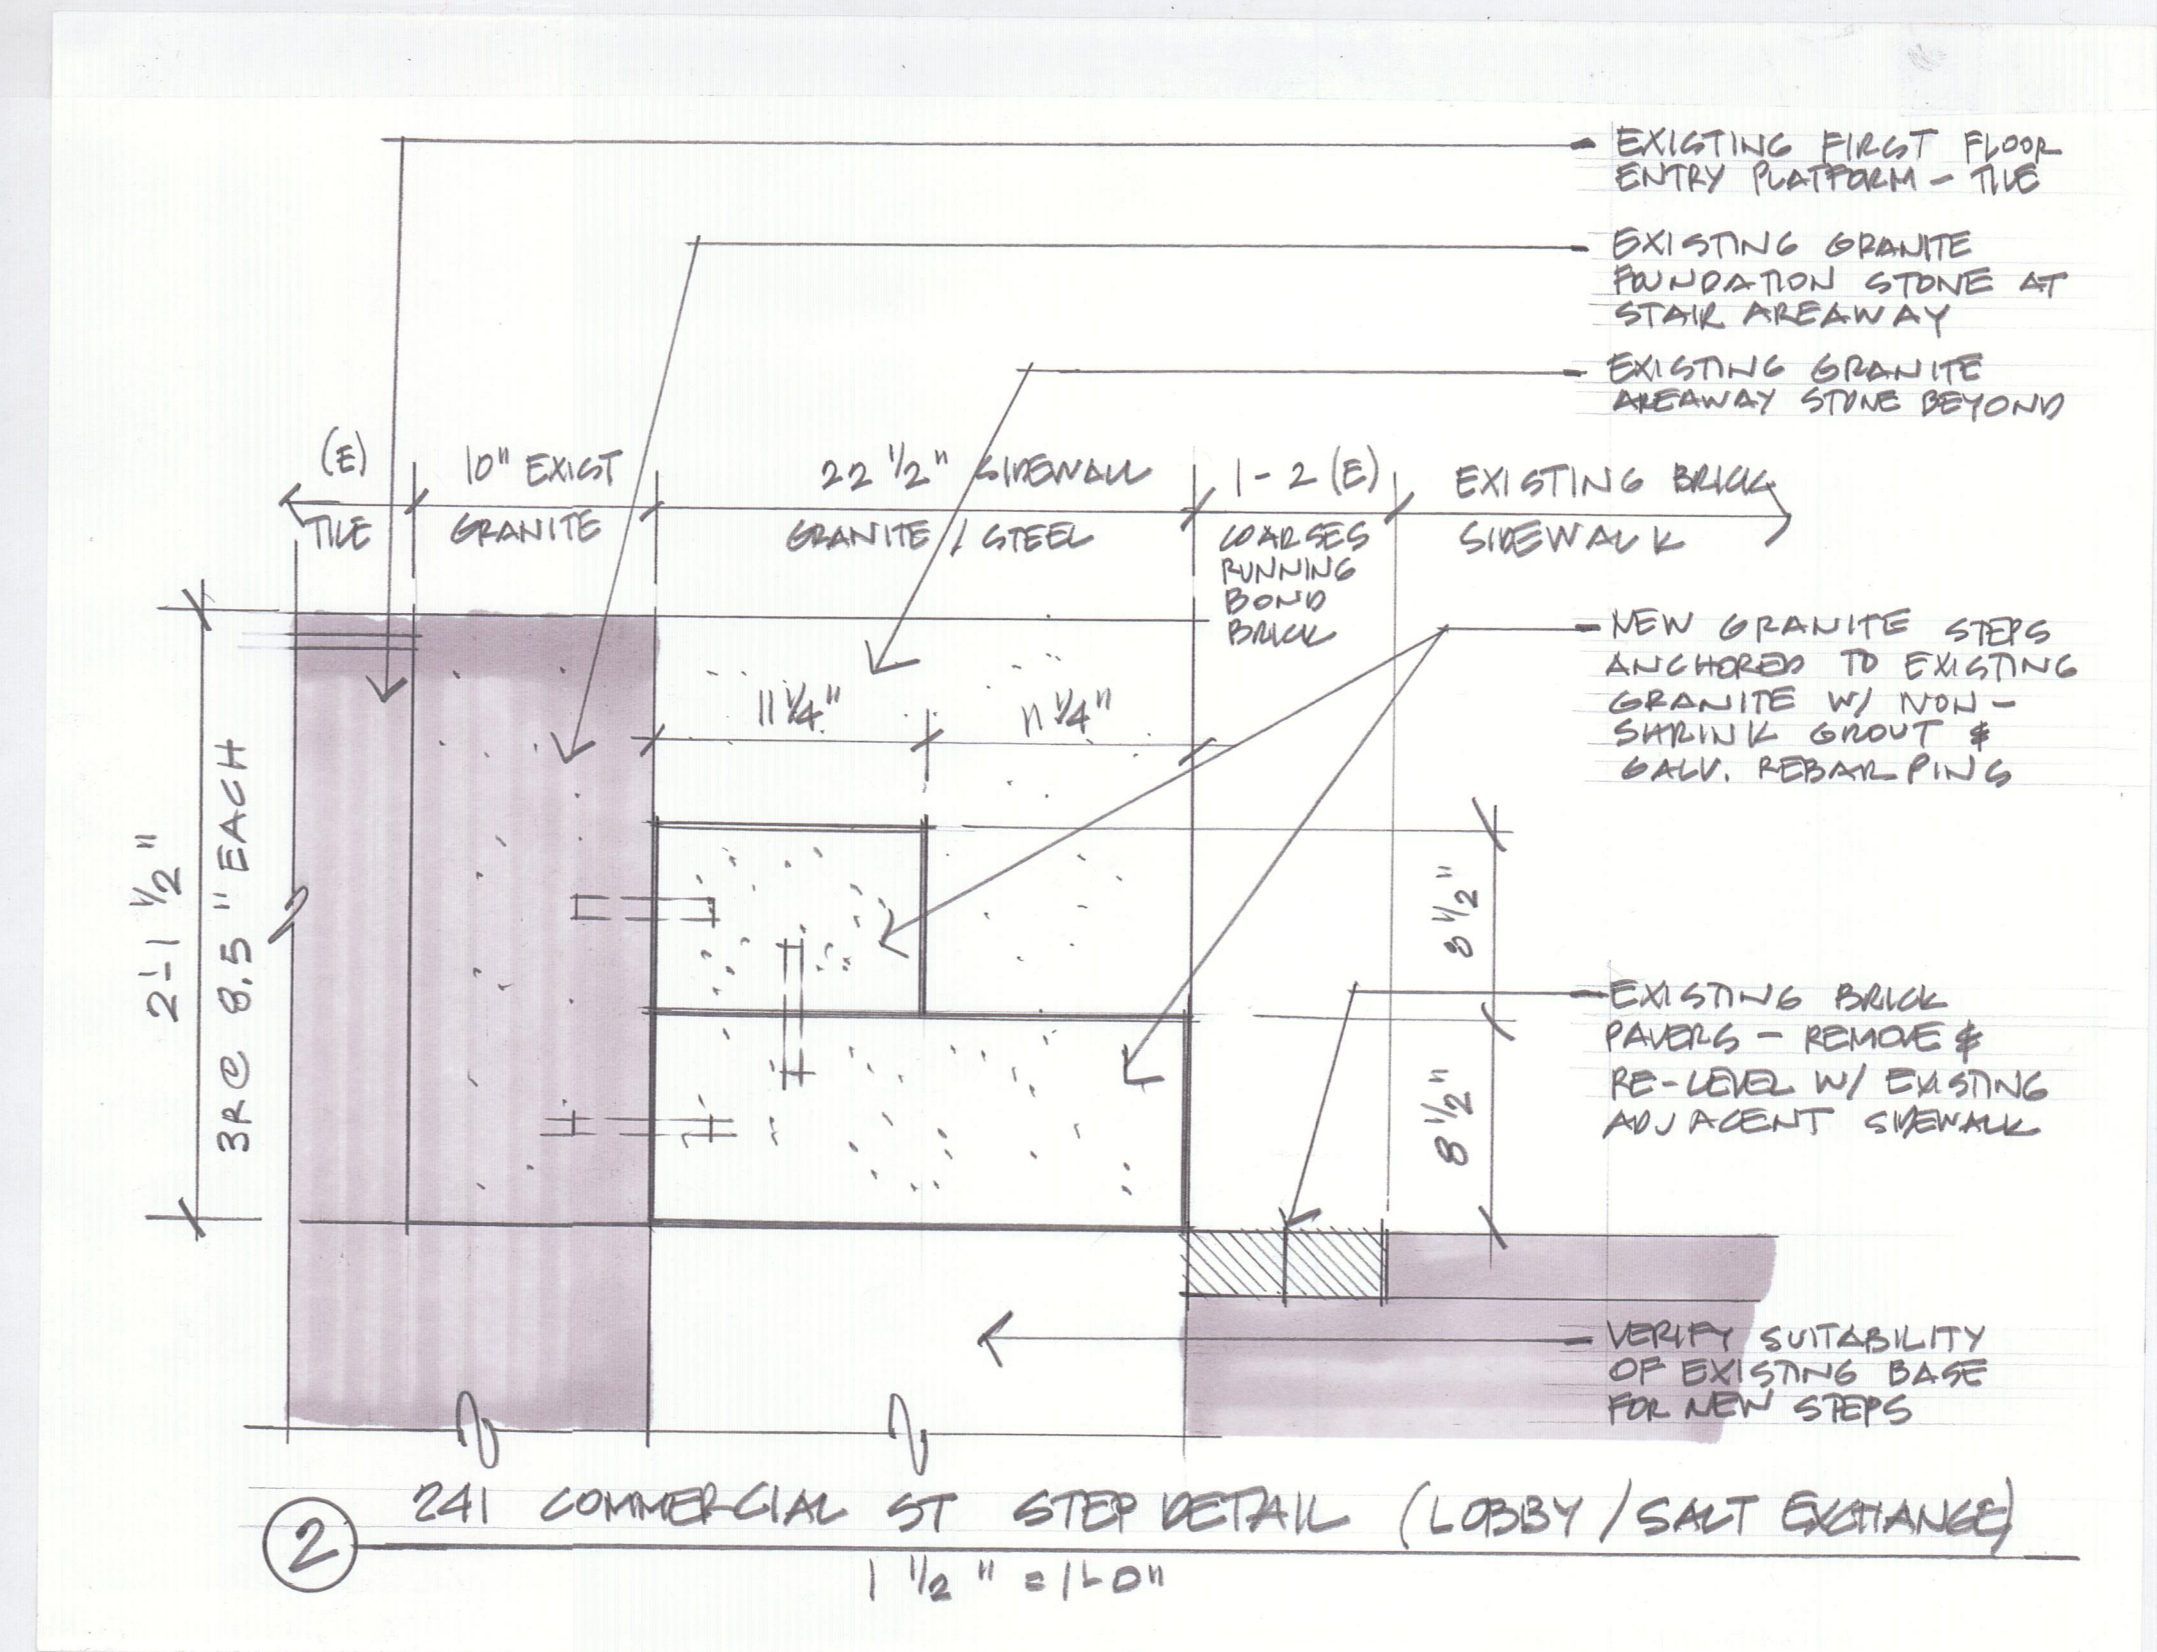 EXISTING FIRST FLOOR
ENTRY PLATFORM - TILE
EXISTING GRANITE
FOUNDATION STONE AT
STAIR AREAWAY
EXISTING GRANITE
AREAWAY STONE BEYOND
(E)
TILE
10" EXIST
GRANITE
22 1/2" SIDEWALL
GRANITE / STEEL
1-2 (E)
COARSES
RUNNING
BOND
BRICK
EXISTING BRICK
SIDEWALK
NEW GRANITE STEPS
ANCHORED TO EXISTING
GRANITE W/ NON-
SHRINK GROUT &
GALV. REBAR PINS
11 1/4"
11 1/4"
2'-1 1/2"
3R @ 8.5" EACH
8 1/2"
8 1/2"
EXISTING BRICK
PAVERS - REMOVE &
RE-LEVEL W/ EXISTING
ADJACENT SIDEWALK
VERIFY SUITABILITY
OF EXISTING BASE
FOR NEW STEPS
2
241 COMMERCIAL ST STEP DETAIL (LOBBY / SALT EXCHANGE)
1 1/2" = 1'-0"